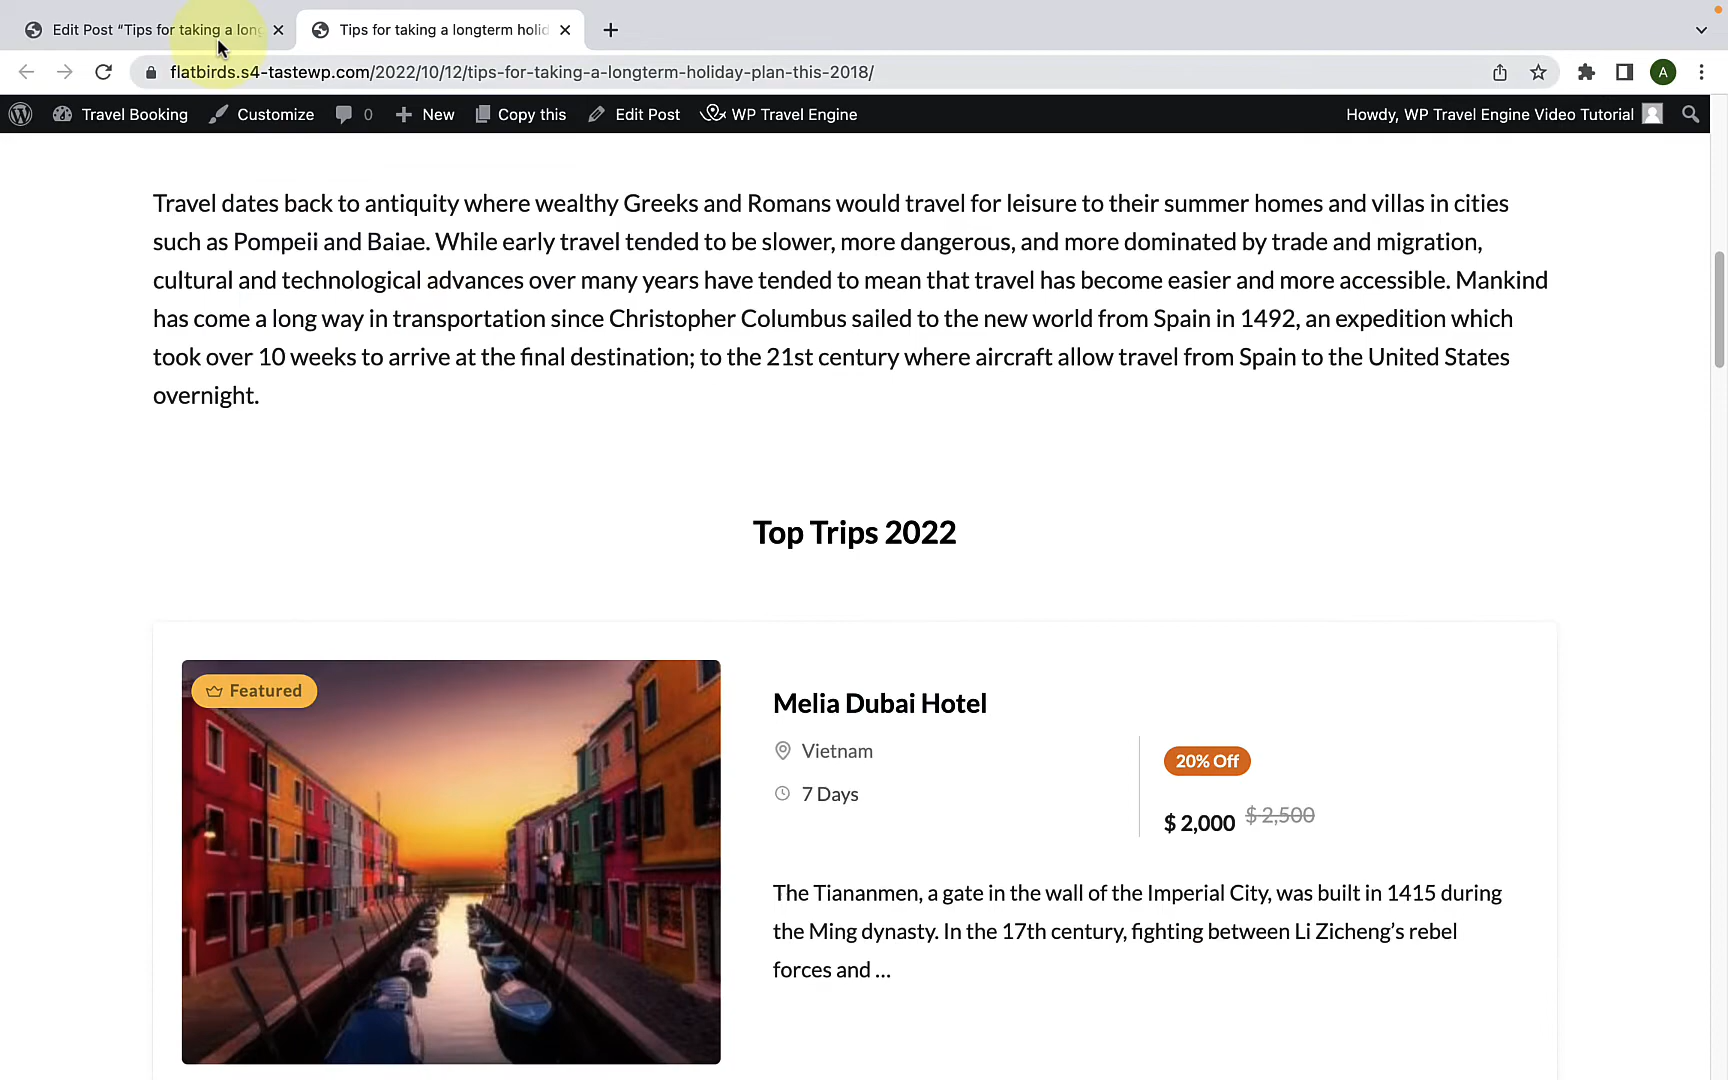 Edit Post “Tips for taking a long
Tips for taking a longterm holid
flatbirds.s4-tastewp.com/2022/10/12/tips-for-taking-a-longterm-holiday-plan-this-2018/
A
Travel Booking
Customize
0
New
Copy this
Edit Post
WP Travel Engine
Howdy, WP Travel Engine Video Tutorial
Travel dates back to antiquity where wealthy Greeks and Romans would travel for leisure to their summer homes and villas in cities
such as Pompeii and Baiae. While early travel tended to be slower, more dangerous, and more dominated by trade and migration,
cultural and technological advances over many years have tended to mean that travel has become easier and more accessible. Mankind
has come a long way in transportation since Christopher Columbus sailed to the new world from Spain in 1492, an expedition which
took over 10 weeks to arrive at the final destination; to the 21st century where aircraft allow travel from Spain to the United States
overnight.
Top Trips 2022
Featured
Melia Dubai Hotel
Vietnam
7 Days
20% Off
$ 2,000 $ 2,500
The Tiananmen, a gate in the wall of the Imperial City, was built in 1415 during
the Ming dynasty. In the 17th century, fighting between Li Zicheng’s rebel
forces and ...